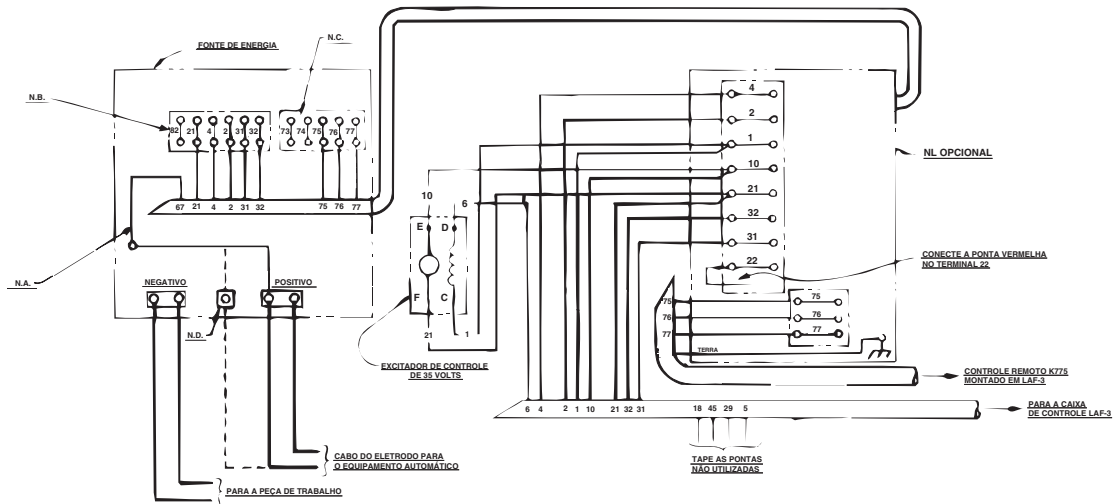 FONTE DE ENERGIA
N.C.
N.B.
82 21 4 2 31 32
73 74 75 76 77
67 21 4 2 31 32 75 76 77
N.A.
NEGATIVO
POSITIVO
N.D.
10
6
E D
F C
21
1
EXCITADOR DE CONTROLE
DE 35 VOLTS
4
2
1
10
21
32
31
22
NL OPCIONAL
CONECTE A PONTA VERMELHA
NO TERMINAL 22
75
76
77
75
76
77
TERRA
CONTROLE REMOTO K775
MONTADO EM LAF-3
6 4 2 1 10 21 32 31 18 45 29 5
PARA A CAIXA
DE CONTROLE LAF-3
TAPE AS PONTAS
NÃO UTILIZADAS
CABO DO ELETRODO PARA
O EQUIPAMENTO AUTOMÁTICO
PARA A PEÇA DE TRABALHO